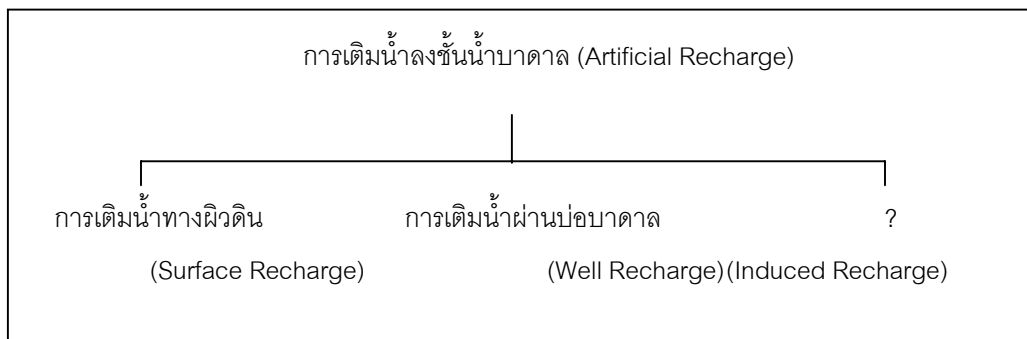 การเติมน้ำลงชั้นน้ำบาดาล (Artificial Recharge)
การเติมน้ำทางผิวดิน การเติมน้ำผ่านบ่อบาดาล ?
(Surface Recharge) (Well Recharge)(Induced Recharge)